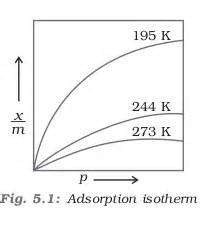 195 K
244 K
273 K
x
m
p
Fig. 5.1: Adsorption isotherm